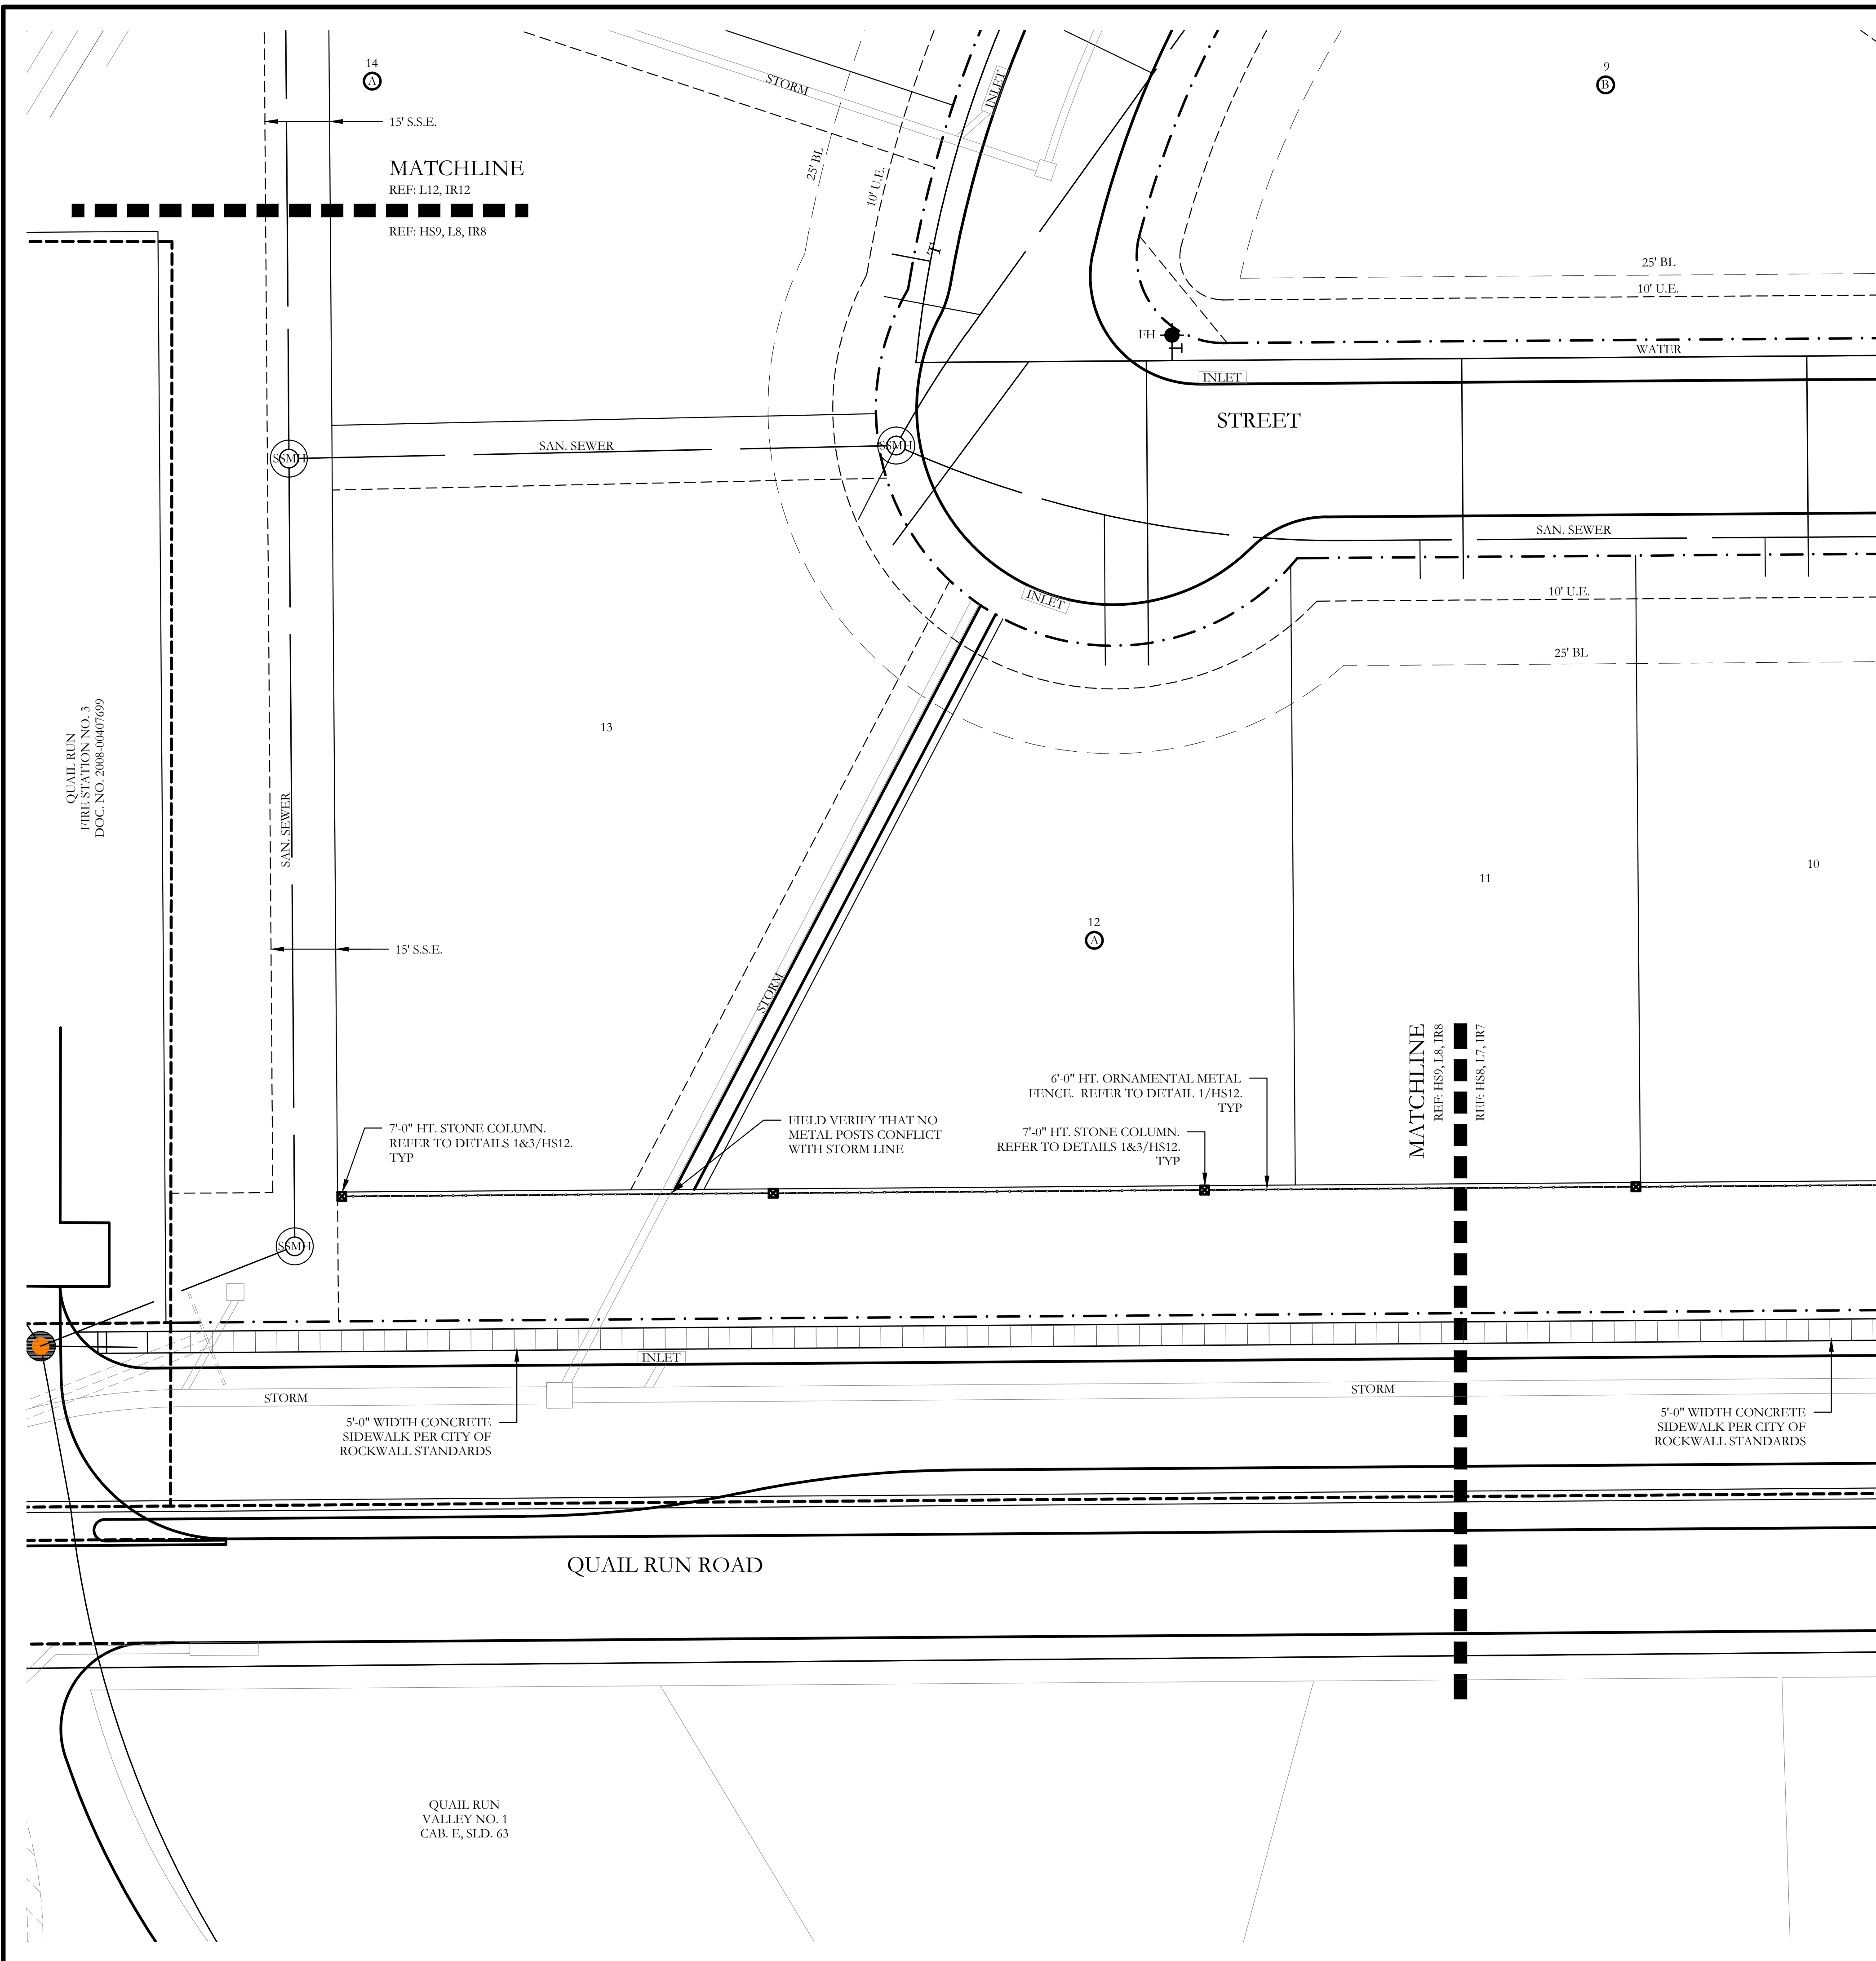 14
A
15' S.S.E.
MATCHLINE
REF: L12, IR12
REF: HS9, L8, IR8
STORM
INLET
25' BL
10' U.E.
T
9
B
25' BL
10' U.E.
FH
WATER
INLET
STREET
SSMH
SAN. SEWER
SSMH
SAN. SEWER
INLET
10' U.E.
25' BL
QUAIL RUN
FIRE STATION NO. 3
DOC. NO. 2008-00407699
13
SAN. SEWER
10
11
12
A
15' S.S.E.
STORM
MATCHLINE
REF: HS9, L8, IR8
REF: HS8, L7, IR7
6'-0" HT. ORNAMENTAL METAL
FENCE. REFER TO DETAIL 1/HS12.
TYP
7'-0" HT. STONE COLUMN.
REFER TO DETAILS 1&3/HS12.
TYP
FIELD VERIFY THAT NO
METAL POSTS CONFLICT
WITH STORM LINE
7'-0" HT. STONE COLUMN.
REFER TO DETAILS 1&3/HS12.
TYP
SSMH
INLET
STORM
STORM
5'-0" WIDTH CONCRETE
SIDEWALK PER CITY OF
ROCKWALL STANDARDS
5'-0" WIDTH CONCRETE
SIDEWALK PER CITY OF
ROCKWALL STANDARDS
QUAIL RUN ROAD
QUAIL RUN
VALLEY NO. 1
CAB. E, SLD. 63